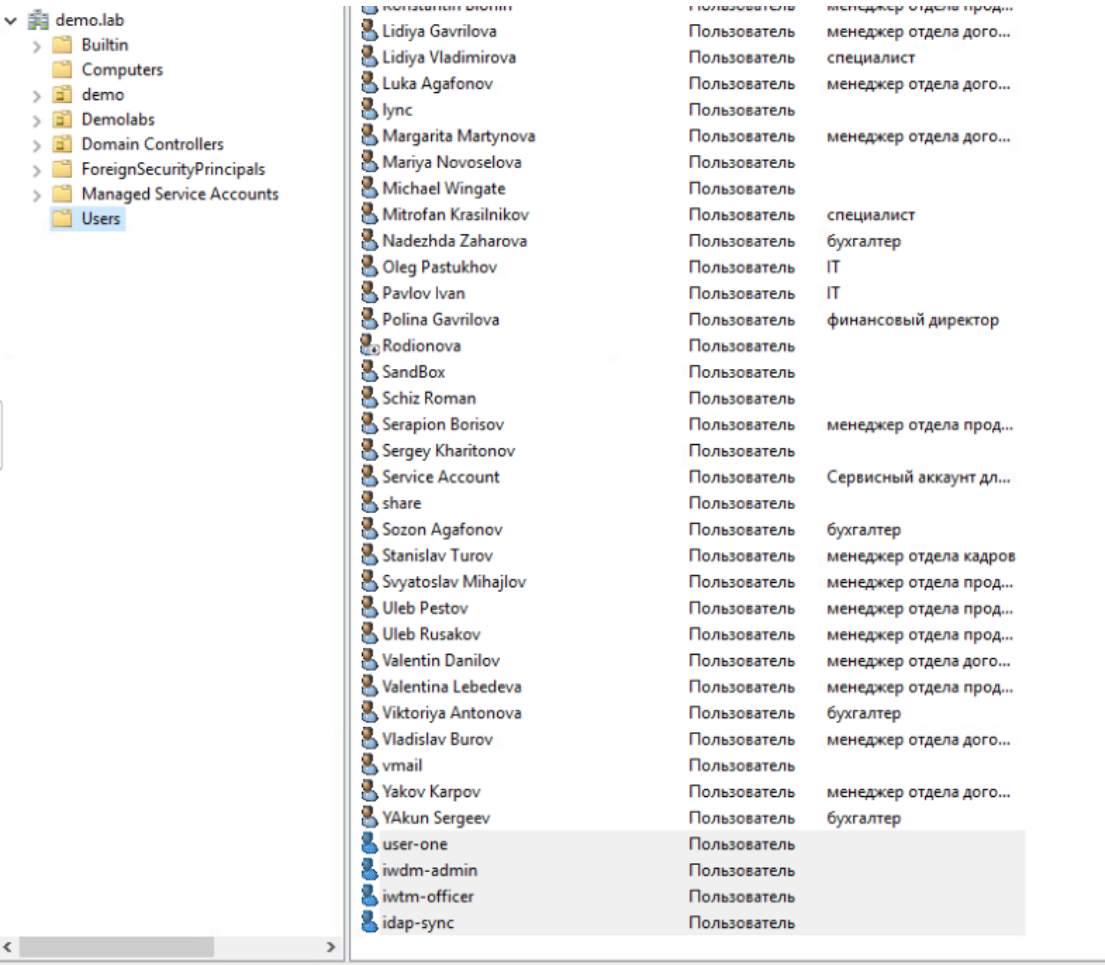 demo.lab
Builtin
Computers
demo
Demolabs
Domain Controllers
ForeignSecurityPrincipals
Managed Service Accounts
Users
Konstantin Blohin Пользователь менеджер отдела прод...
Lidiya Gavrilova Пользователь менеджер отдела дого...
Lidiya Vladimirova Пользователь специалист
Luka Agafonov Пользователь менеджер отдела дого...
lync Пользователь
Margarita Martynova Пользователь менеджер отдела дого...
Mariya Novoselova Пользователь
Michael Wingate Пользователь
Mitrofan Krasilnikov Пользователь специалист
Nadezhda Zaharova Пользователь бухгалтер
Oleg Pastukhov Пользователь IT
Pavlov Ivan Пользователь IT
Polina Gavrilova Пользователь финансовый директор
Rodionova Пользователь
SandBox Пользователь
Schiz Roman Пользователь
Serapion Borisov Пользователь менеджер отдела прод...
Sergey Kharitonov Пользователь
Service Account Пользователь Сервисный аккаунт дл...
share Пользователь
Sozon Agafonov Пользователь бухгалтер
Stanislav Turov Пользователь менеджер отдела кадров
Svyatoslav Mihajlov Пользователь менеджер отдела прод...
Uleb Pestov Пользователь менеджер отдела прод...
Uleb Rusakov Пользователь менеджер отдела прод...
Valentin Danilov Пользователь менеджер отдела дого...
Valentina Lebedeva Пользователь менеджер отдела прод...
Viktoriya Antonova Пользователь бухгалтер
Vladislav Burov Пользователь менеджер отдела дого...
vmail Пользователь
Yakov Karpov Пользователь менеджер отдела дого...
YAkun Sergeev Пользователь бухгалтер
user-one Пользователь
iwdm-admin Пользователь
iwtm-officer Пользователь
idap-sync Пользователь